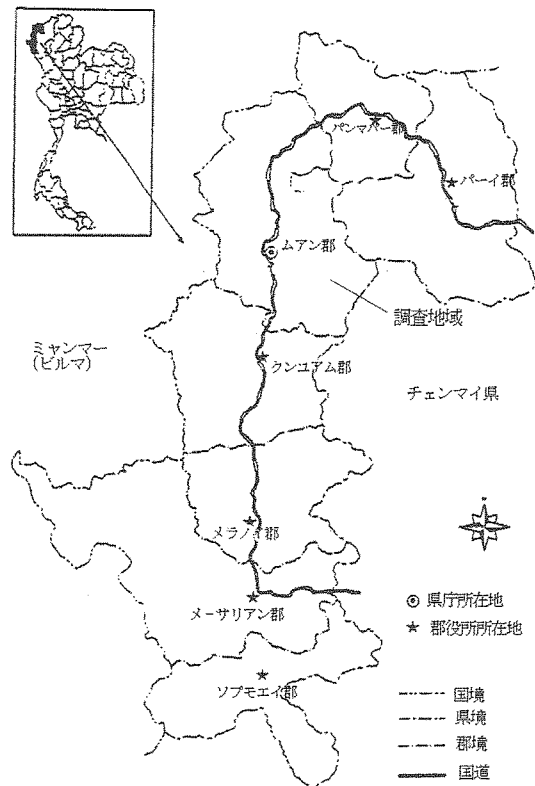 パンマパー郡
パーイ郡
ムアン郡
調査地域
ミャンマー
(ビルマ)
クンユアム郡
チェンマイ県
メラノイ郡
メーサリアン郡
県庁所在地
郡役所所在地
ソプモエイ郡
国境
県境
郡境
国道